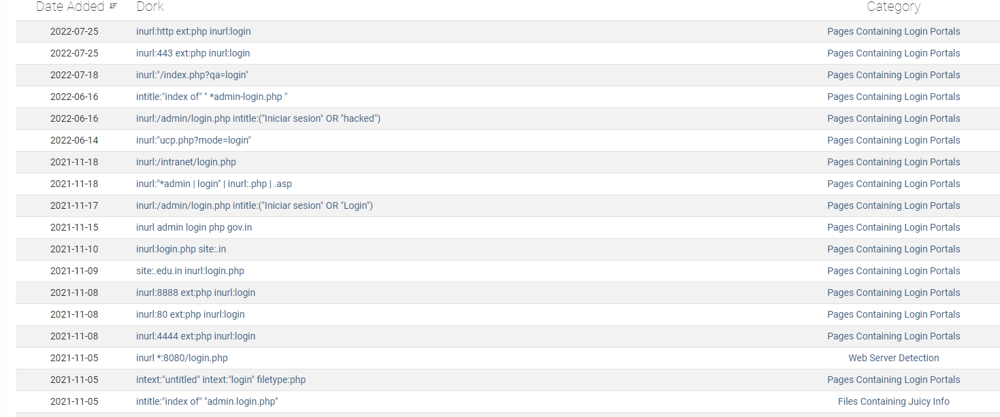 Date Added Dork Category
2022-07-25 inurl:http ext:php inurl:login Pages Containing Login Portals
2022-07-25 inurl:443 ext:php inurl:login Pages Containing Login Portals
2022-07-18 inurl:"/index.php?qa=login" Pages Containing Login Portals
2022-06-16 intitle:"index of" " *admin-login.php " Pages Containing Login Portals
2022-06-16 inurl:/admin/login.php intitle:("Iniciar sesion" OR "hacked") Pages Containing Login Portals
2022-06-14 inurl:"ucp.php?mode=login" Pages Containing Login Portals
2021-11-18 inurl:/intranet/login.php Pages Containing Login Portals
2021-11-18 inurl:"*admin | login" | inurl:.php | .asp Pages Containing Login Portals
2021-11-17 inurl:/admin/login.php intitle:("Iniciar sesion" OR "Login") Pages Containing Login Portals
2021-11-15 inurl admin login php gov.in Pages Containing Login Portals
2021-11-10 inurl:login.php site:.in Pages Containing Login Portals
2021-11-09 site:.edu.in inurl:login.php Pages Containing Login Portals
2021-11-08 inurl:8888 ext:php inurl:login Pages Containing Login Portals
2021-11-08 inurl:80 ext:php inurl:login Pages Containing Login Portals
2021-11-08 inurl:4444 ext:php inurl:login Pages Containing Login Portals
2021-11-05 inurl *:8080/login.php Web Server Detection
2021-11-05 intext:"untitled" intext:"login" filetype:php Pages Containing Login Portals
2021-11-05 intitle:"index of" "admin.login.php" Files Containing Juicy Info